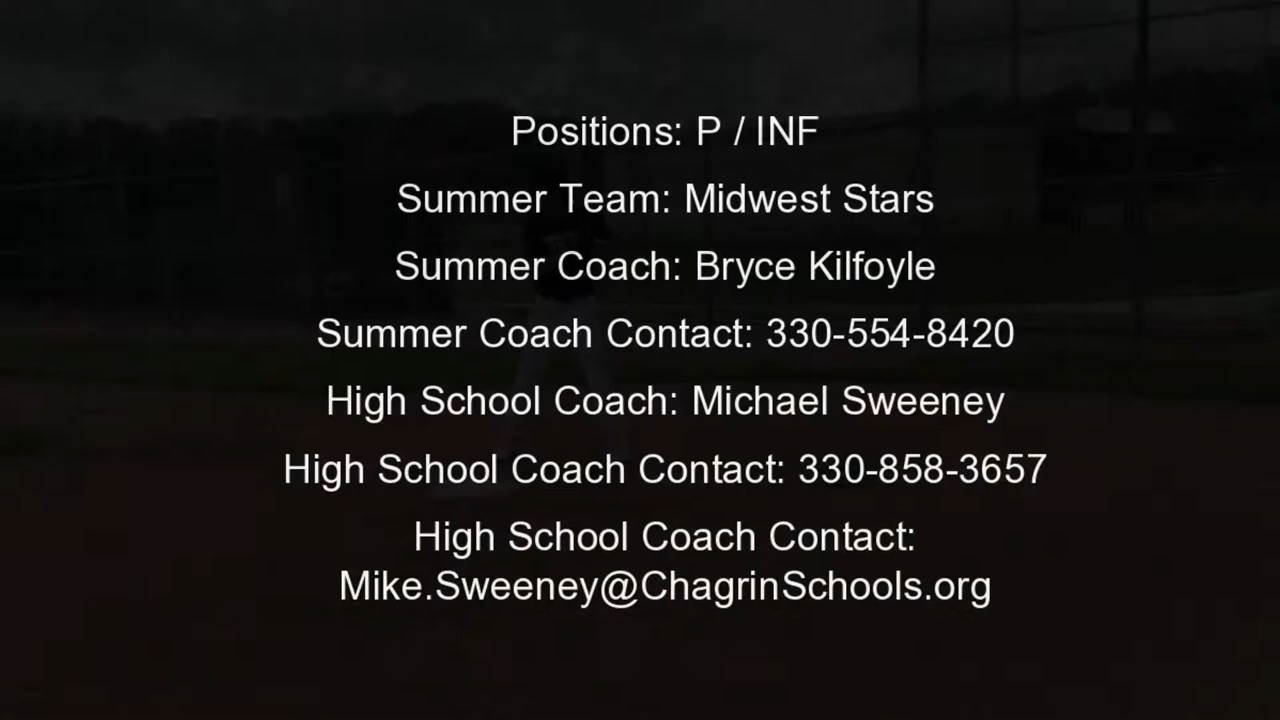 Positions: P / INF
Summer Team: Midwest Stars
Summer Coach: Bryce Kilfoyle
Summer Coach Contact: 330-554-8420
High School Coach: Michael Sweeney
High School Coach Contact: 330-858-3657
High School Coach Contact:
Mike.Sweeney@ChagrinSchools.org